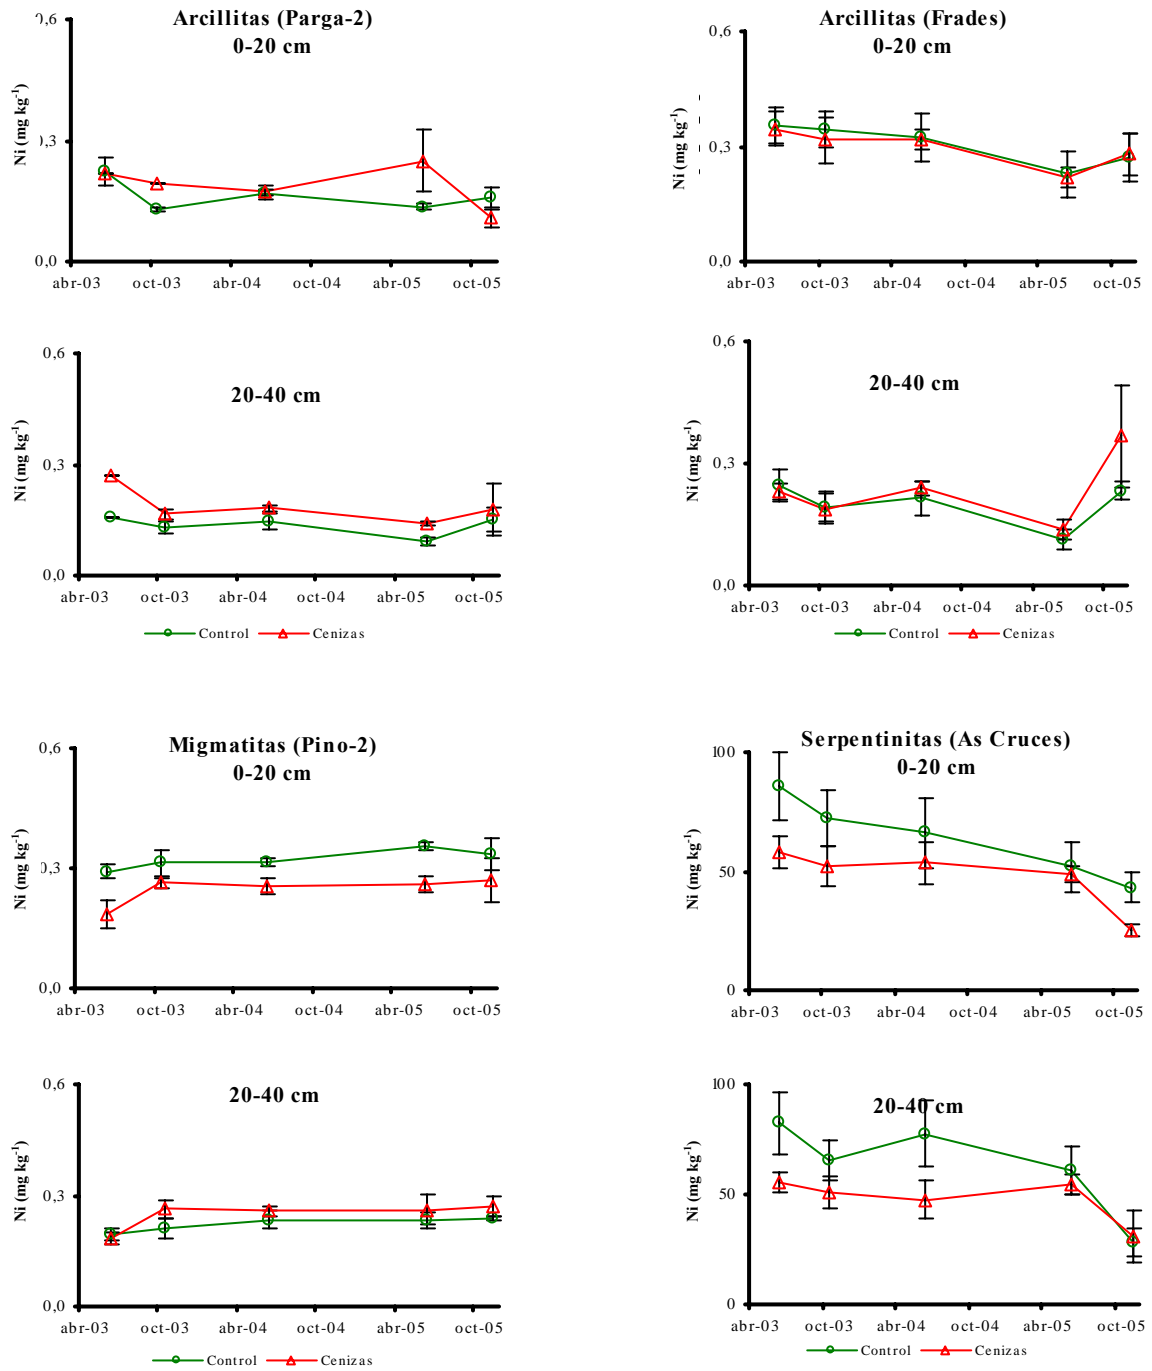 Arcillitas (Parga-2)
0-20 cm
Ni (mg kg-1)
0,6
0,3
0,0
abr-03 oct-03 abr-04 oct-04 abr-05 oct-05
Arcillitas (Frades)
0-20 cm
Ni (mg kg-1)
0,6
0,3
0,0
abr-03 oct-03 abr-04 oct-04 abr-05 oct-05
20-40 cm
Ni (mg kg-1)
0,6
0,3
0,0
abr-03 oct-03 abr-04 oct-04 abr-05 oct-05
Control Cenizas
20-40 cm
Ni (mg kg-1)
0,6
0,3
0,0
abr-03 oct-03 abr-04 oct-04 abr-05 oct-05
Control Cenizas
Migmatitas (Pino-2)
0-20 cm
Ni (mg kg-1)
0,6
0,3
0,0
abr-03 oct-03 abr-04 oct-04 abr-05 oct-05
Serpentinitas (As Cruces)
0-20 cm
Ni (mg kg-1)
100
50
0
abr-03 oct-03 abr-04 oct-04 abr-05 oct-05
20-40 cm
Ni (mg kg-1)
0,6
0,3
0,0
abr-03 oct-03 abr-04 oct-04 abr-05 oct-05
Control Cenizas
20-40 cm
Ni (mg kg-1)
100
50
0
abr-03 oct-03 abr-04 oct-04 abr-05 oct-05
Control Cenizas